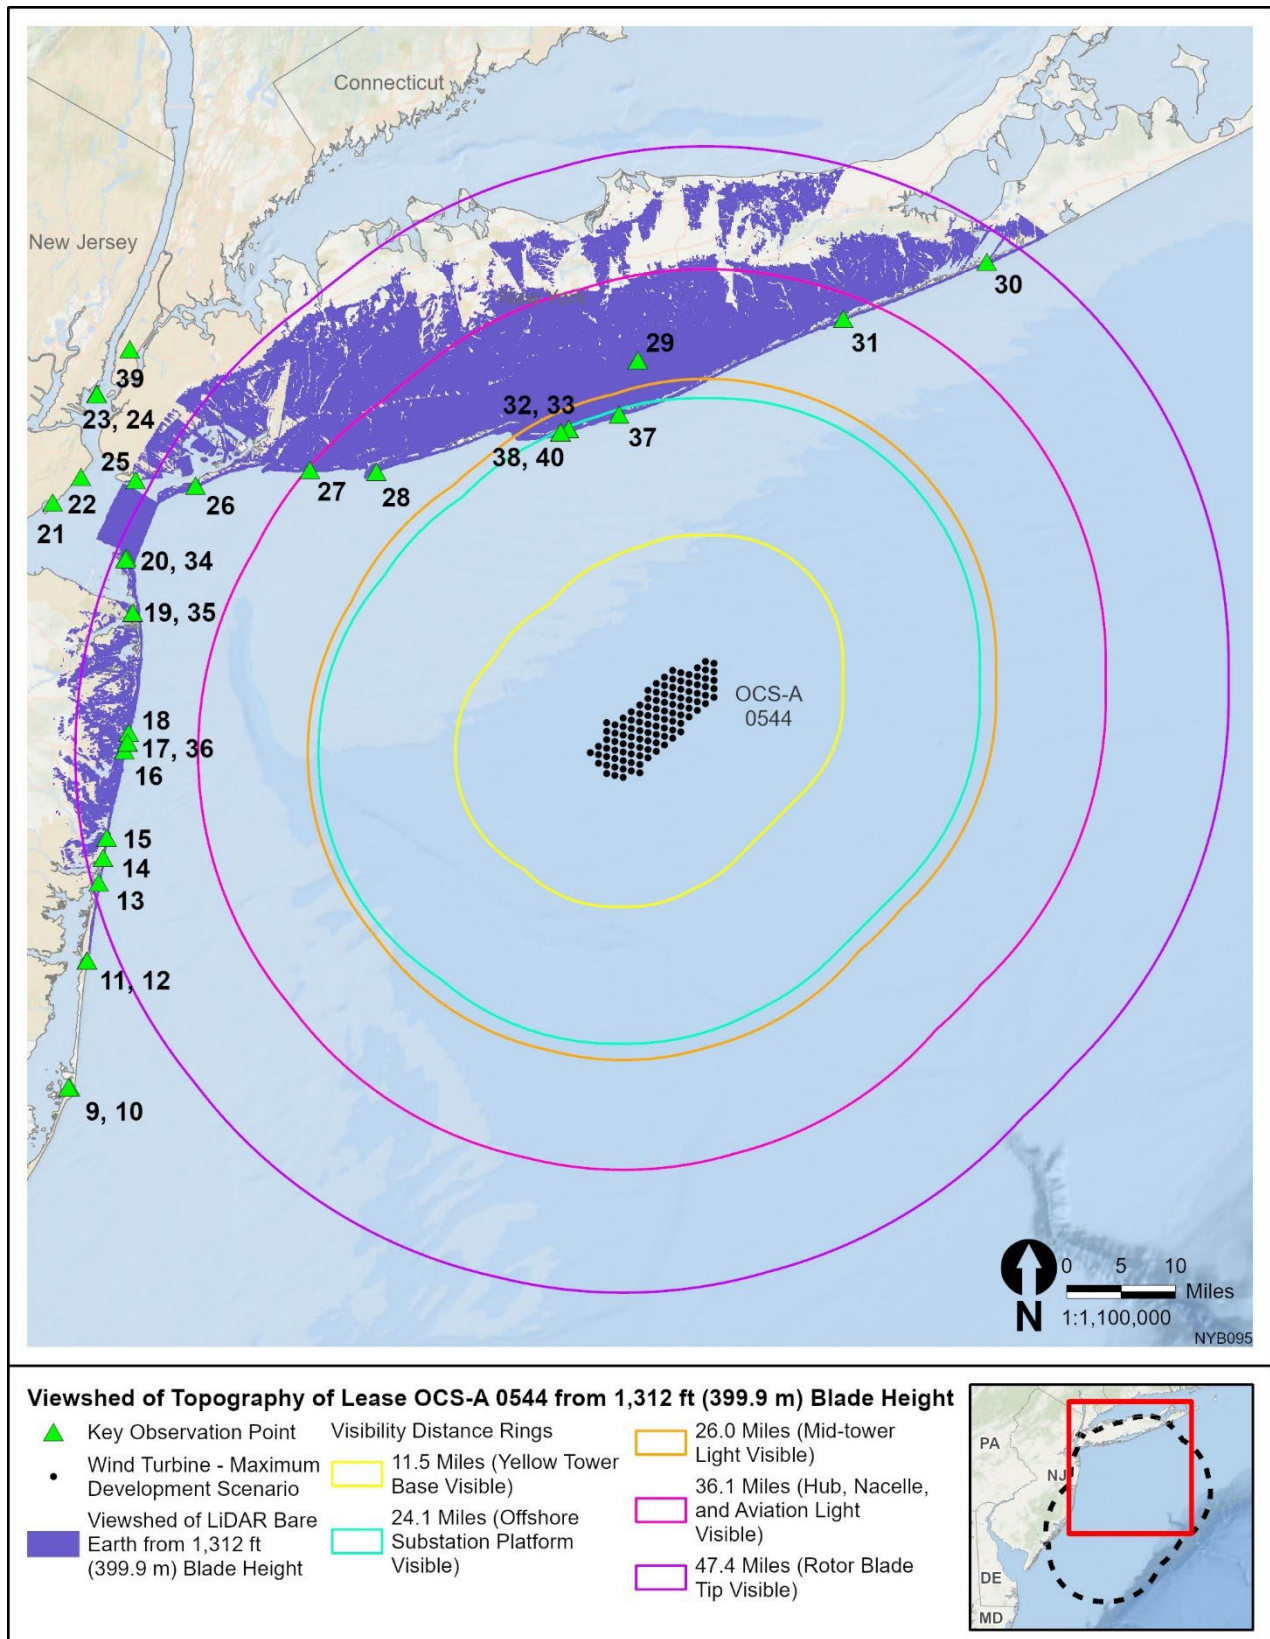 Connecticut
New Jersey
New York
30
31
29
39
32, 33
23, 24
37
38, 40
25
27
28
22
26
21
20, 34
19, 35
OCS-A
0544
18
17, 36
16
15
14
13
11, 12
9, 10
0 5 10
Miles
N
1:1,100,000
NYB095
Viewshed of Topography of Lease OCS-A 0544 from 1,312 ft (399.9 m) Blade Height
Key Observation Point
Wind Turbine - Maximum
Development Scenario
Viewshed of LiDAR Bare
Earth from 1,312 ft
(399.9 m) Blade Height
Visibility Distance Rings
11.5 Miles (Yellow Tower
Base Visible)
24.1 Miles (Offshore
Substation Platform
Visible)
26.0 Miles (Mid-tower
Light Visible)
36.1 Miles (Hub, Nacelle,
and Aviation Light
Visible)
47.4 Miles (Rotor Blade
Tip Visible)
PA
NJ
DE
MD